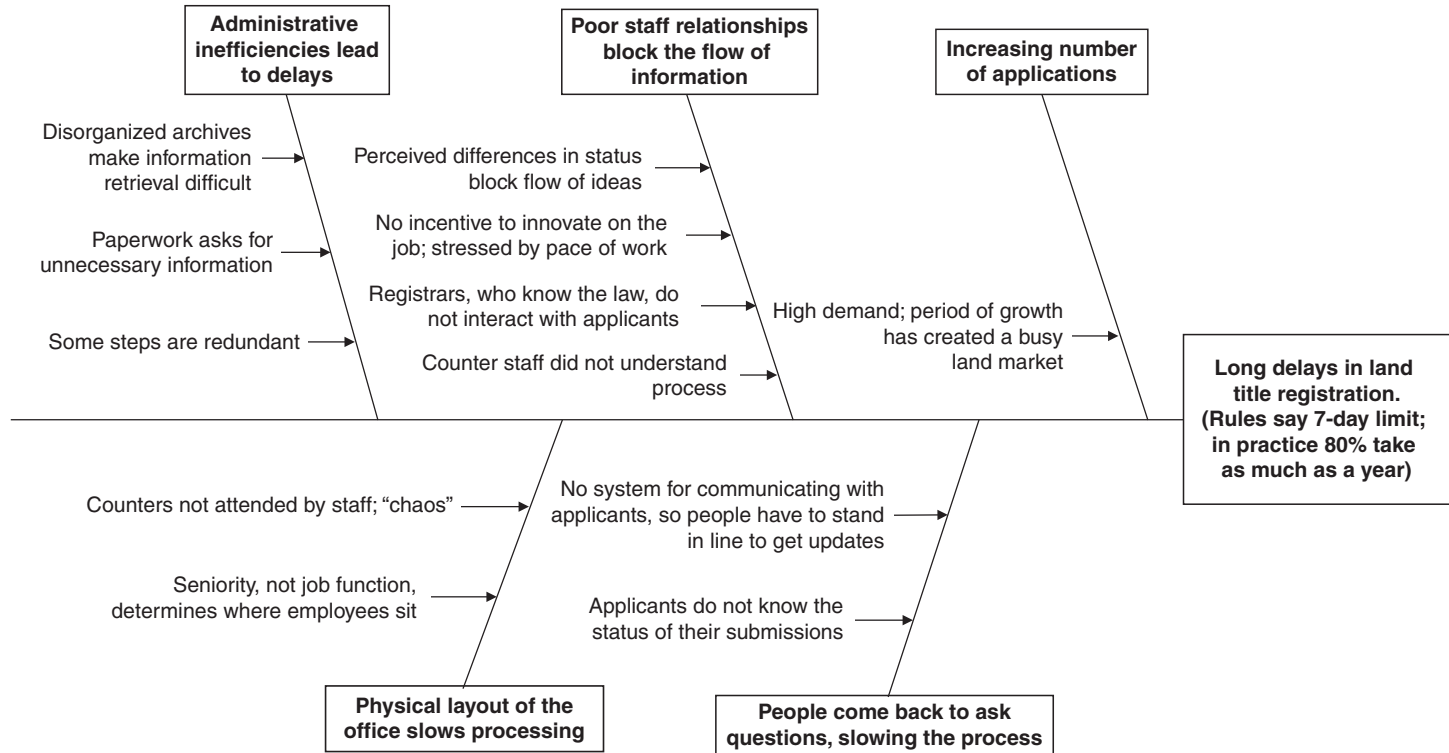 Administrative
inefficiencies lead
to delays
Poor staff relationships
block the flow of
information
Increasing number
of applications
Disorganized archives
make information
retrieval difficult
Paperwork asks for
unnecessary information
Some steps are redundant
Perceived differences in status
block flow of ideas
No incentive to innovate on the
job; stressed by pace of work
Registrars, who know the law, do
not interact with applicants
Counter staff did not understand
process
High demand; period of growth
has created a busy
land market
Long delays in land
title registration.
(Rules say 7-day limit;
in practice 80% take
as much as a year)
Counters not attended by staff; “chaos”
Seniority, not job function,
determines where employees sit
No system for communicating with
applicants, so people have to stand
in line to get updates
Applicants do not know the
status of their submissions
Physical layout of the
office slows processing
People come back to ask
questions, slowing the process